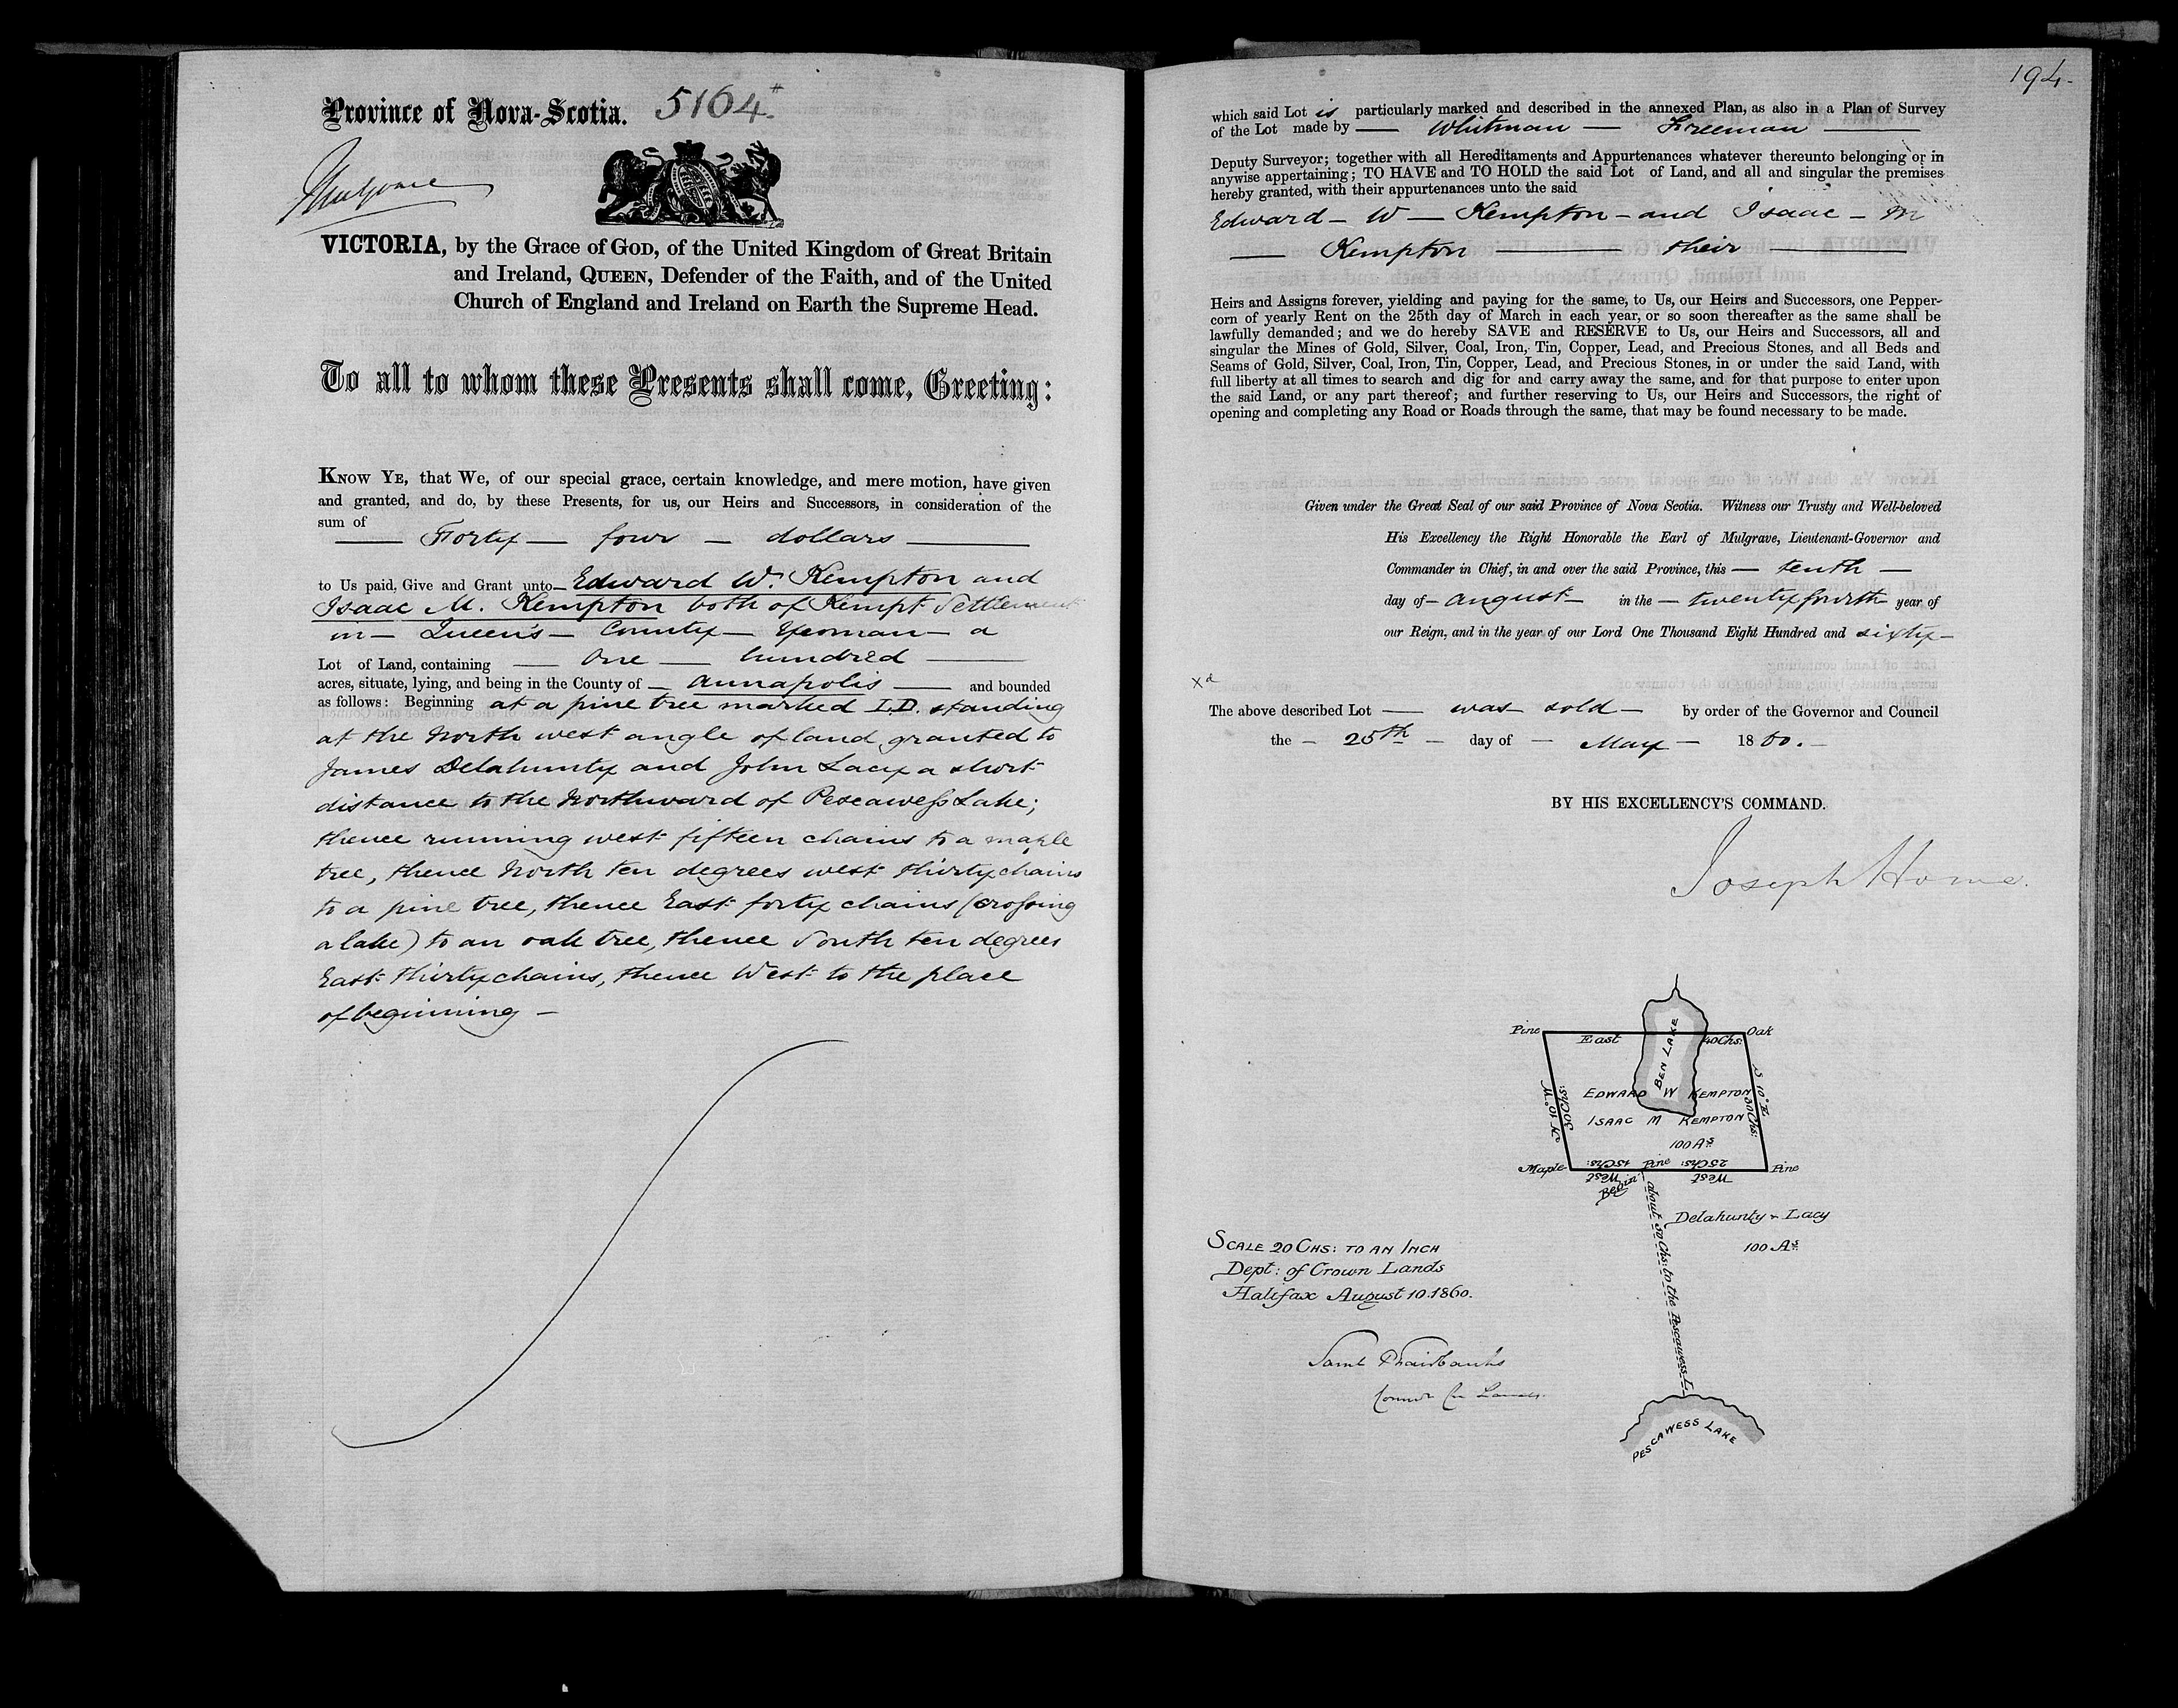 Province of Nova-Scotia. 5164
Mulgrave
VICTORIA, by the Grace of GOD, of the United Kingdom of Great Britain
and Ireland, QUEEN, Defender of the Faith, and of the United
Church of England and Ireland on Earth the Supreme Head.
To all to whom these Presents shall come, Greeting:
KNOW YE, that We, of our special grace, certain knowledge, and mere motion, have given
and granted, and do, by these Presents, for us, our Heirs and Successors, in consideration of the
sum of
— Forty — four — dollars —
to Us paid, Give and Grant unto — Edward W. Kempton and
Isaac M. Kempton both of Kempt Settlement
in — Queen's — County — Yeoman — a
Lot of Land, containing — One — hundred —
acres, situate, lying, and being in the County of — Annapolis — and bounded
as follows: Beginning at a pine tree marked I.D. standing
at the North west angle of land granted to
James Delahunty and John Lacy a short
distance to the Northward of Pescawess Lake;
thence running west fifteen chains to a maple
tree, thence North ten degrees west thirty chains
to a pine tree, thence East forty chains (crossing
a lake) to an oak tree, thence South ten degrees
East thirty chains, thence West to the place
of beginning —
194
which said Lot is particularly marked and described in the annexed Plan, as also in a Plan of Survey
of the Lot made by — Whitman — Freeman —
Deputy Surveyor; together with all Hereditaments and Appurtenances whatever thereunto belonging or in
anywise appertaining; TO HAVE and TO HOLD the said Lot of Land, and all and singular the premises
hereby granted, with their appurtenances unto the said
Edward — W — Kempton — and Isaac — M
— Kempton — their —
Heirs and Assigns forever, yielding and paying for the same, to Us, our Heirs and Successors, one Pepper-
corn of yearly Rent on the 25th day of March in each year, or so soon thereafter as the same shall be
lawfully demanded; and we do hereby SAVE and RESERVE to Us, our Heirs and Successors, all and
singular the Mines of Gold, Silver, Coal, Iron, Tin, Copper, Lead, and Precious Stones, and all Beds and
Seams of Gold, Silver, Coal, Iron, Tin, Copper, Lead, and Precious Stones, in or under the said Land, with
full liberty at all times to search and dig for and carry away the same, and for that purpose to enter upon
the said Land, or any part thereof; and further reserving to Us, our Heirs and Successors, the right of
opening and completing any Road or Roads through the same, that may be found necessary to be made.
Given under the Great Seal of our said Province of Nova Scotia. Witness our Trusty and Well-beloved
His Excellency the Right Honorable the Earl of Mulgrave, Lieutenant-Governor and
Commander in Chief, in and over the said Province, this — tenth —
day of — August — in the — twenty fourth — year of
our Reign, and in the year of our Lord One Thousand Eight Hundred and sixty —
Xd
The above described Lot — was sold — by order of the Governor and Council
the — 25th — day of — May — 1860. —
BY HIS EXCELLENCY'S COMMAND.
Joseph Howe.
Pine
Oak
East 40 Chs:
BEN LAKE
N 10° W
30 Chs:
S 10° E
30 Chs:
EDWARD W KEMPTON
ISAAC M KEMPTON
100 As
Maple
15 Chs:
West
Pine
25 Chs:
West
Pine
Begin
about 50 Chs: to the Pescawess L.
Delahunty & Lacy
100 As
SCALE 20 CHS: TO AN INCH
Dept: of Crown Lands
Halifax August 10. 1860.
Saml P Fairbanks
Commr Cn Lands
PESCAWESS LAKE